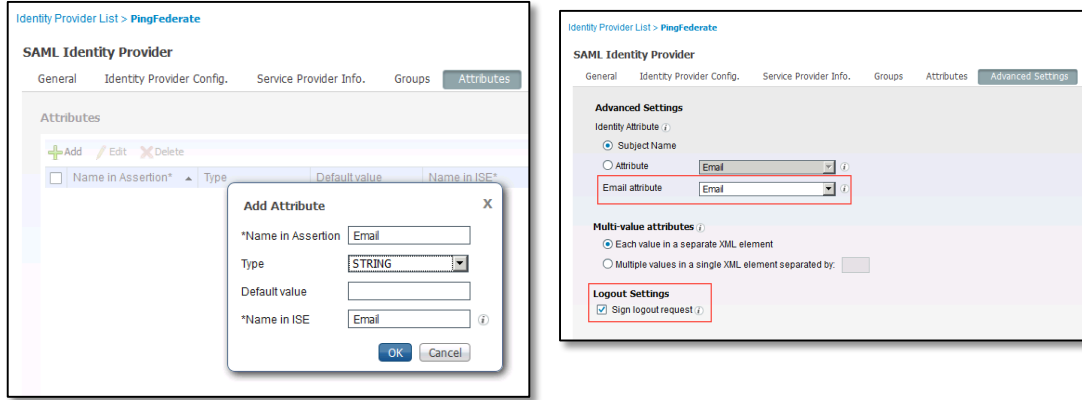 Identity Provider List > PingFederate
SAML Identity Provider
General Identity Provider Config. Service Provider Info. Groups Attributes
Attributes
Add Edit Delete
Name in Assertion* Type Default value Name in ISE*
Add Attribute X
*Name in Assertion Email
Type STRING
Default value
*Name in ISE Email i
OK Cancel
Identity Provider List > PingFederate
SAML Identity Provider
General Identity Provider Config. Service Provider Info. Groups Attributes Advanced Settings
Advanced Settings
Identity Attribute i
Subject Name
Attribute Email i
Email attribute Email i
Multi-value attributes i
Each value in a separate XML element
Multiple values in a single XML element separated by:
Logout Settings
Sign logout request i